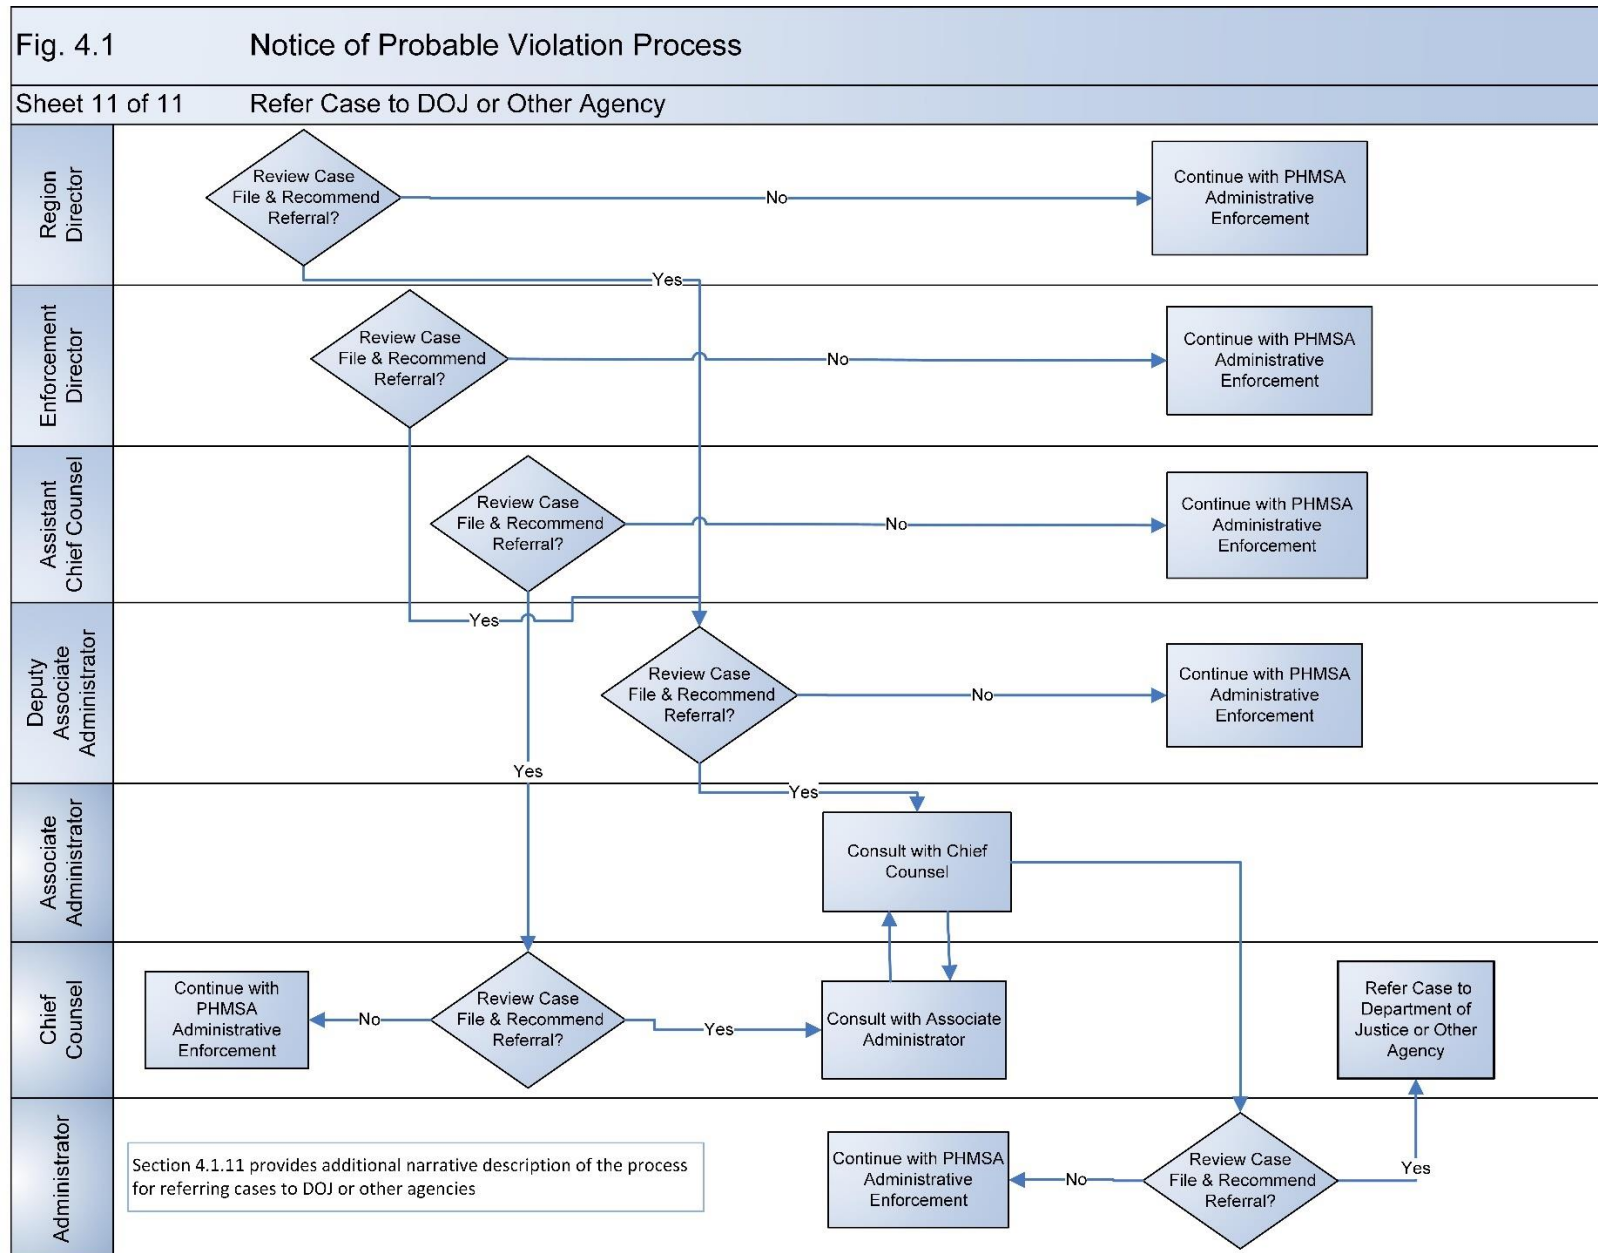 Fig. 4.1 Notice of Probable Violation Process
Sheet 11 of 11 Refer Case to DOJ or Other Agency
Region
Director
Review Case
File & Recommend
Referral?
No
Continue with PHMSA
Administrative
Enforcement
Yes
Enforcement
Director
Review Case
File & Recommend
Referral?
No
Continue with PHMSA
Administrative
Enforcement
Assistant
Chief Counsel
Review Case
File & Recommend
Referral?
No
Continue with PHMSA
Administrative
Enforcement
Yes
Deputy
Associate
Administrator
Review Case
File & Recommend
Referral?
No
Continue with PHMSA
Administrative
Enforcement
Yes
Yes
Associate
Administrator
Consult with Chief
Counsel
Chief
Counsel
Continue with
PHMSA
Administrative
Enforcement
No
Review Case
File & Recommend
Referral?
Yes
Consult with Associate
Administrator
Refer Case to
Department of
Justice or Other
Agency
Administrator
Section 4.1.11 provides additional narrative description of the process
for referring cases to DOJ or other agencies
Continue with PHMSA
Administrative
Enforcement
No
Review Case
File & Recommend
Referral?
Yes